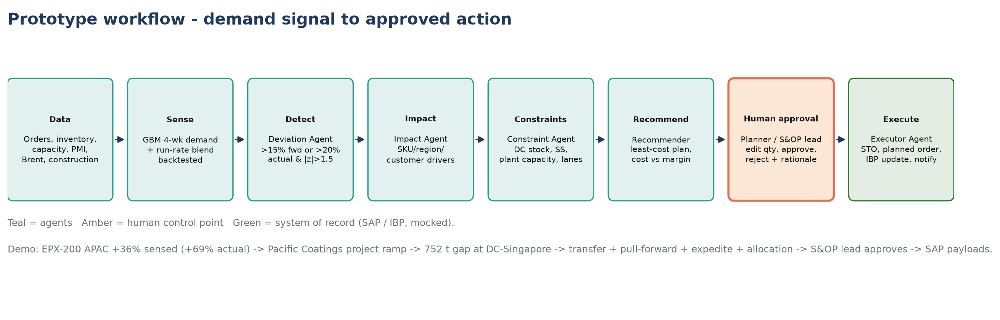 Prototype workflow - demand signal to approved action
Data
Orders, inventory,
capacity, PMI,
Brent, construction
Sense
GBM 4-wk demand
+ run-rate blend
backtested
Detect
Deviation Agent
>15% fwd or >20%
actual & |z|>1.5
Impact
Impact Agent
SKU/region/
customer drivers
Constraints
Constraint Agent
DC stock, SS,
plant capacity, lanes
Recommend
Recommender
least-cost plan,
cost vs margin
Human approval
Planner / S&OP lead
edit qty, approve,
reject + rationale
Execute
Executor Agent
STO, planned order,
IBP update, notify
Teal = agents   Amber = human control point   Green = system of record (SAP / IBP, mocked).
Demo: EPX-200 APAC +36% sensed (+69% actual) -> Pacific Coatings project ramp -> 752 t gap at DC-Singapore -> transfer + pull-forward + expedite + allocation -> S&OP lead approves -> SAP payloads.